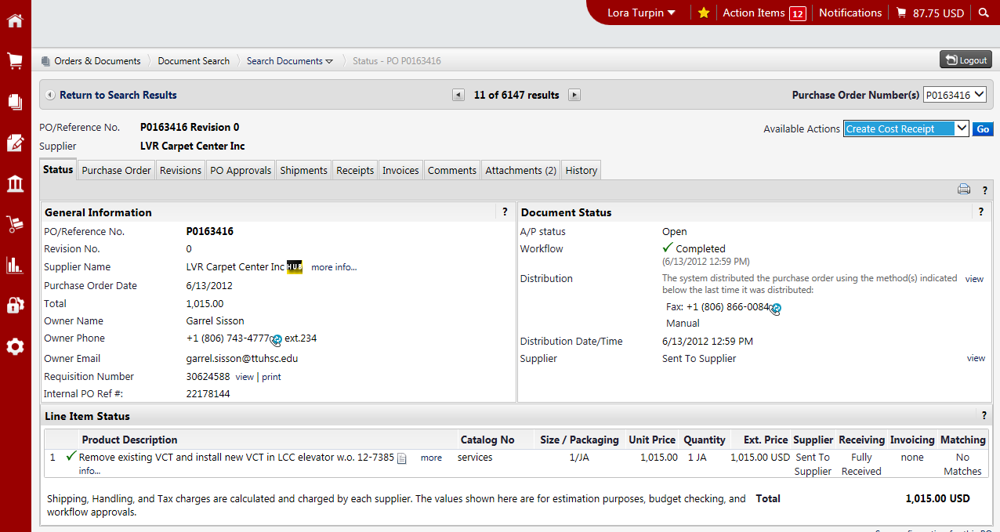 Lora Turpin
Action Items 12
Notifications
87.75 USD
Orders & Documents Document Search Search Documents Status - PO P0163416
Logout
Return to Search Results
11 of 6147 results
Purchase Order Number(s) P0163416
PO/Reference No. P0163416 Revision 0
Available Actions Create Cost Receipt Go
Supplier LVR Carpet Center Inc
Status Purchase Order Revisions PO Approvals Shipments Receipts Invoices Comments Attachments (2) History
?
General Information ?
PO/Reference No. P0163416
Revision No. 0
Supplier Name LVR Carpet Center Inc HUB more info...
Purchase Order Date 6/13/2012
Total 1,015.00
Owner Name Garrel Sisson
Owner Phone +1 (806) 743-4777 ext.234
Owner Email garrel.sisson@ttuhsc.edu
Requisition Number 30624588 view | print
Internal PO Ref #: 22178144
Document Status ?
A/P status Open
Workflow Completed
(6/13/2012 12:59 PM)
Distribution The system distributed the purchase order using the method(s) indicated view
below the last time it was distributed:
Fax: +1 (806) 866-0084
Manual
Distribution Date/Time 6/13/2012 12:59 PM
Supplier Sent To Supplier view
Line Item Status ?
Product Description Catalog No Size / Packaging Unit Price Quantity Ext. Price Supplier Receiving Invoicing Matching
1 Remove existing VCT and install new VCT in LCC elevator w.o. 12-7385 more services 1/JA 1,015.00 1 JA 1,015.00 USD Sent To Fully none No
info... Supplier Received Matches
Shipping, Handling, and Tax charges are calculated and charged by each supplier. The values shown here are for estimation purposes, budget checking, and Total 1,015.00 USD
workflow approvals.